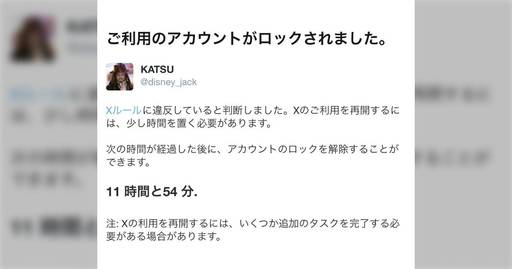 ご利用のアカウントがロックされました。
KATSU
@disney_jack
Xルールに違反していると判断しました。Xのご利用を再開するに
は、少し時間を置く必要があります。
次の時間が経過した後に、アカウントのロックを解除することが
できます。
11 時間と54 分.
注: Xの利用を再開するには、いくつか追加のタスクを完了する必
要がある場合があります。